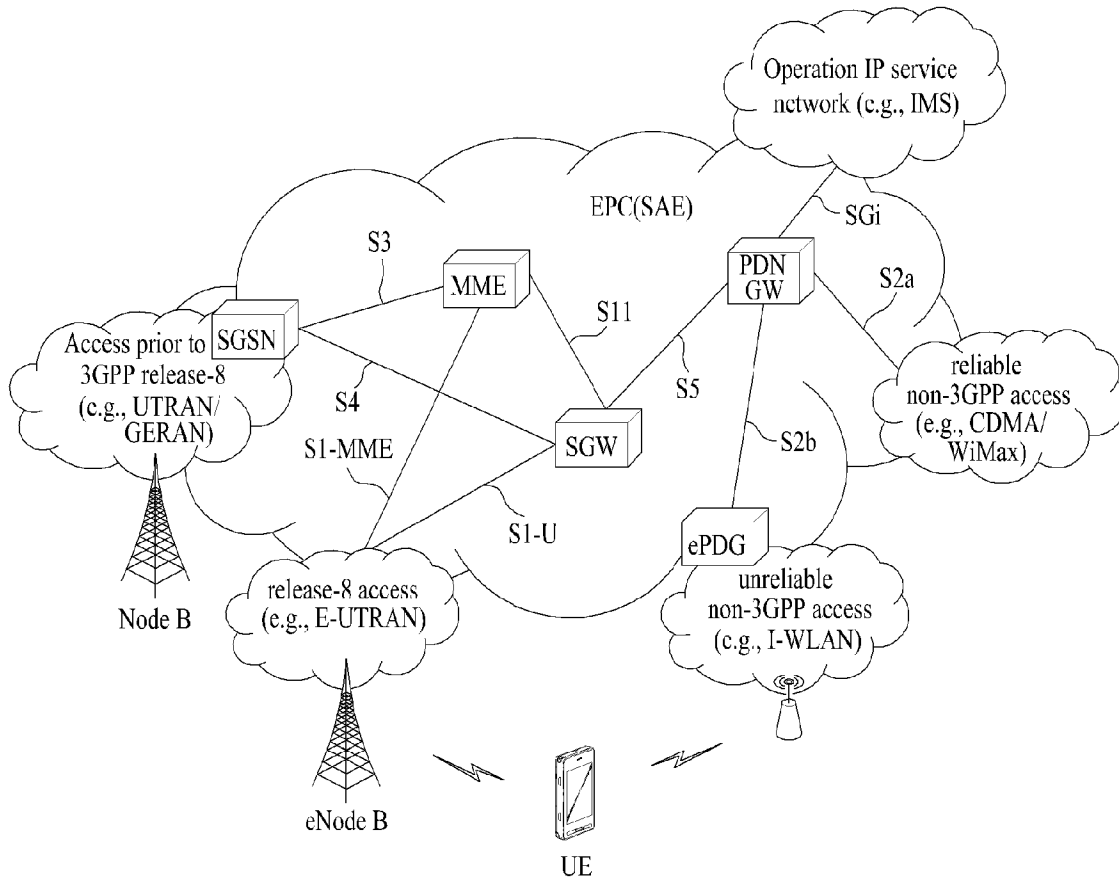 Operation IP service
nctwork (c.g., IMS)
EPC(SAE)
SGi
S3
MME
PDN
GW
S2a
SGSN
S11
Access prior to
3GPP release-8
(c.g., UTRAN/
GERAN)
S4
S5
reliable
non-3GPP access
(e.g., CDMA/
WiMax)
SGW
S2b
S1-MME
S1-U
ePDG
Node B
release-8 access
(e.g., E-UTRAN)
unreliable
non-3GPP access
(c.g., I-WLAN)
eNode B
UE